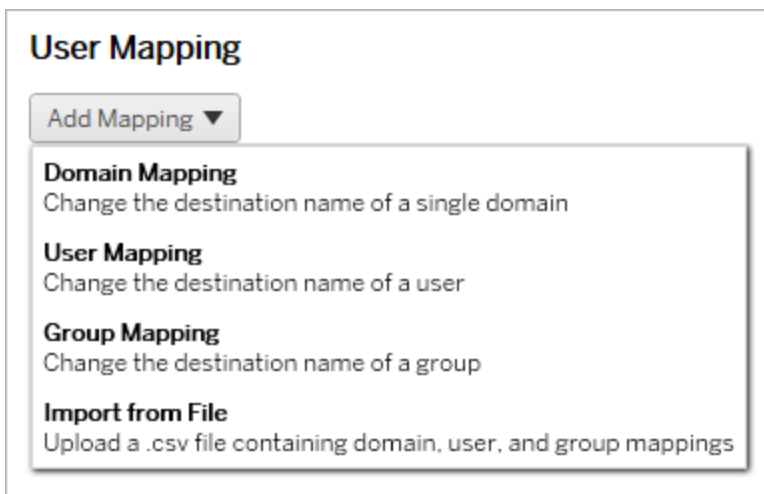 User Mapping
Add Mapping ▼
Domain Mapping
Change the destination name of a single domain
User Mapping
Change the destination name of a user
Group Mapping
Change the destination name of a group
Import from File
Upload a .csv file containing domain, user, and group mappings